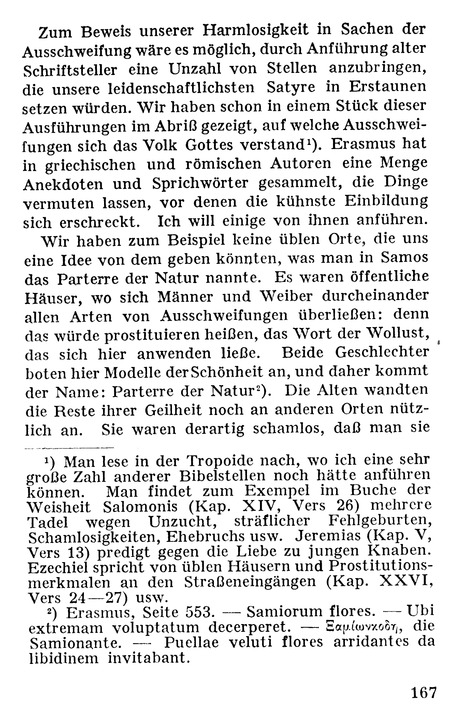 Zum Beweis unserer Harmlosigkeit in Sachen der
Ausschweifung wäre es möglich, durch Anführung alter
Schriftsteller eine Unzahl von Stellen anzubringen,
die unsere leidenschaftlichsten Satyre in Erstaunen
setzen würden. Wir haben schon in einem Stück dieser
Ausführungen im Abriß gezeigt, auf welche Ausschwei-
fungen sich das Volk Gottes verstand¹). Erasmus hat
in griechischen und römischen Autoren eine Menge
Anekdoten und Sprichwörter gesammelt, die Dinge
vermuten lassen, vor denen die kühnste Einbildung
sich erschreckt. Ich will einige von ihnen anführen.
Wir haben zum Beispiel keine üblen Orte, die uns
eine Idee von dem geben könnten, was man in Samos
das Parterre der Natur nannte. Es waren öffentliche
Häuser, wo sich Männer und Weiber durcheinander
allen Arten von Ausschweifungen überließen: denn
das würde prostituieren heißen, das Wort der Wollust,
das sich hier anwenden ließe. Beide Geschlechter
boten hier Modelle der Schönheit an, und daher kommt
der Name: Parterre der Natur²). Die Alten wandten
die Reste ihrer Geilheit noch an anderen Orten nütz-
lich an. Sie waren derartig schamlos, daß man sie
¹) Man lese in der Tropoide nach, wo ich eine sehr
große Zahl anderer Bibelstellen noch hätte anführen
können. Man findet zum Exempel im Buche der
Weisheit Salomonis (Kap. XIV, Vers 26) mehrere
Tadel wegen Unzucht, sträflicher Fehlgeburten,
Schamlosigkeiten, Ehebruchs usw. Jeremias (Kap. V,
Vers 13) predigt gegen die Liebe zu jungen Knaben.
Ezechiel spricht von üblen Häusern und Prostitutions-
merkmalen an den Straßeneingängen (Kap. XXVI,
Vers 24—27) usw.
²) Erasmus, Seite 553. — Samiorum flores. — Ubi
extremam voluptatum decerperet. — die
Samionante. — Puellae veluti flores arridantes da
libidinem invitabant.
167